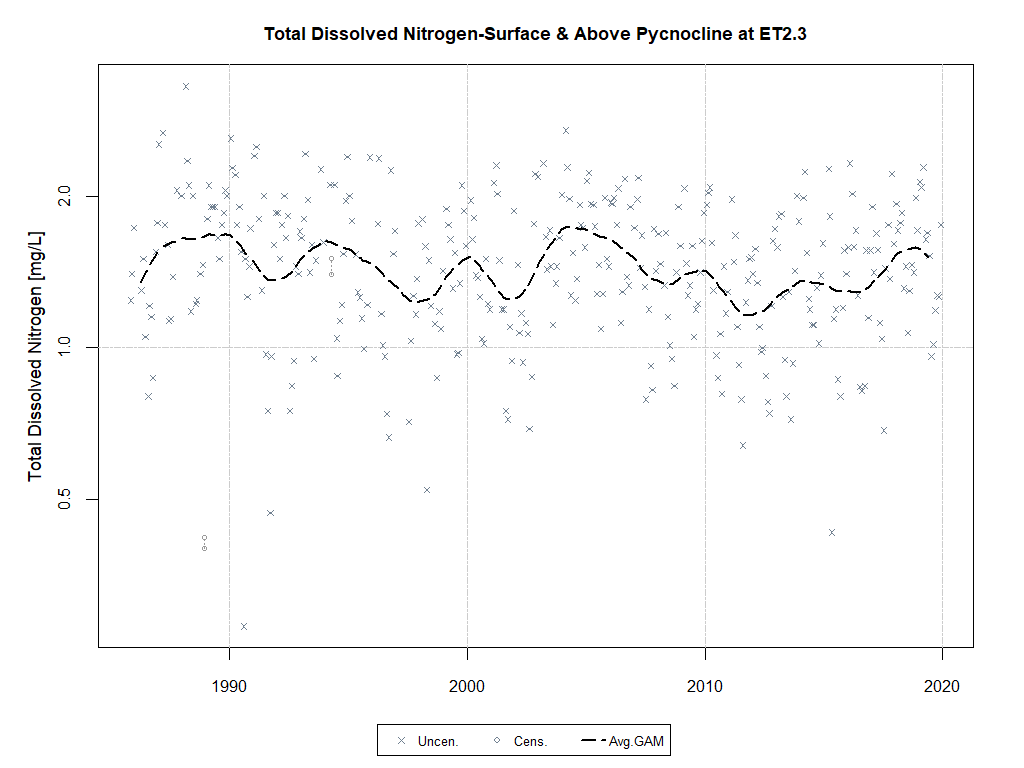 Total Dissolved Nitrogen-Surface & Above Pycnocline at ET2.3
Total Dissolved Nitrogen [mg/L]
2.0
1.0
0.5
1990 2000 2010 2020
Uncen. Cens. Avg.GAM